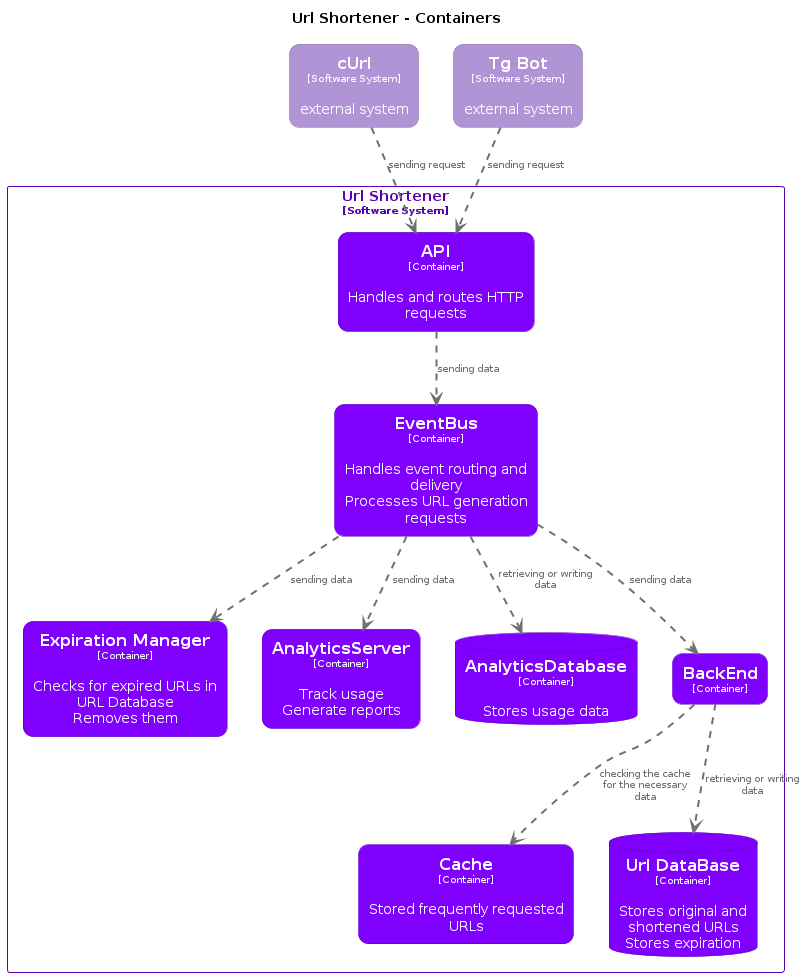 Url Shortener - Containers
cUrl
[Software System]
external system
Tg Bot
[Software System]
external system
sending request
sending request
Url Shortener
[Software System]
API
[Container]
Handles and routes HTTP
requests
sending data
EventBus
[Container]
Handles event routing and
delivery
Processes URL generation
requests
sending data
sending data
retrieving or writing
data
sending data
Expiration Manager
[Container]
Checks for expired URLs in
URL Database
Removes them
AnalyticsServer
[Container]
Track usage
Generate reports
AnalyticsDatabase
[Container]
Stores usage data
BackEnd
[Container]
checking the cache
for the necessary
data
retrieving or writing
data
Cache
[Container]
Stored frequently requested
URLs
Url DataBase
[Container]
Stores original and
shortened URLs
Stores expiration